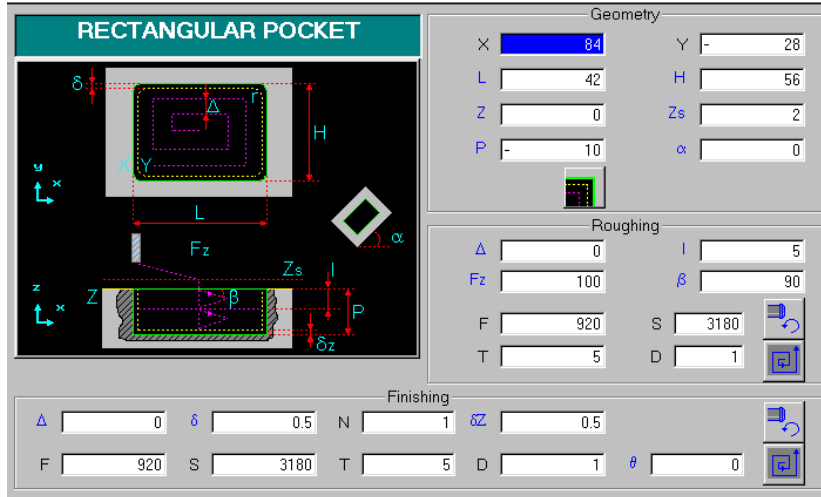 RECTANGULAR POCKET
δ
r
Δ
H
X Y
y
x
L
α
Fz
Zs
I
z
x
Z
β
P
δz
Geometry
X 84 Y - 28
L 42 H 56
Z 0 Zs 2
P - 10 α 0
Roughing
Δ 0 I 5
Fz 100 β 90
F 920 S 3180
T 5 D 1
Finishing
Δ 0 δ 0.5 N 1 δZ 0.5
F 920 S 3180 T 5 D 1 θ 0